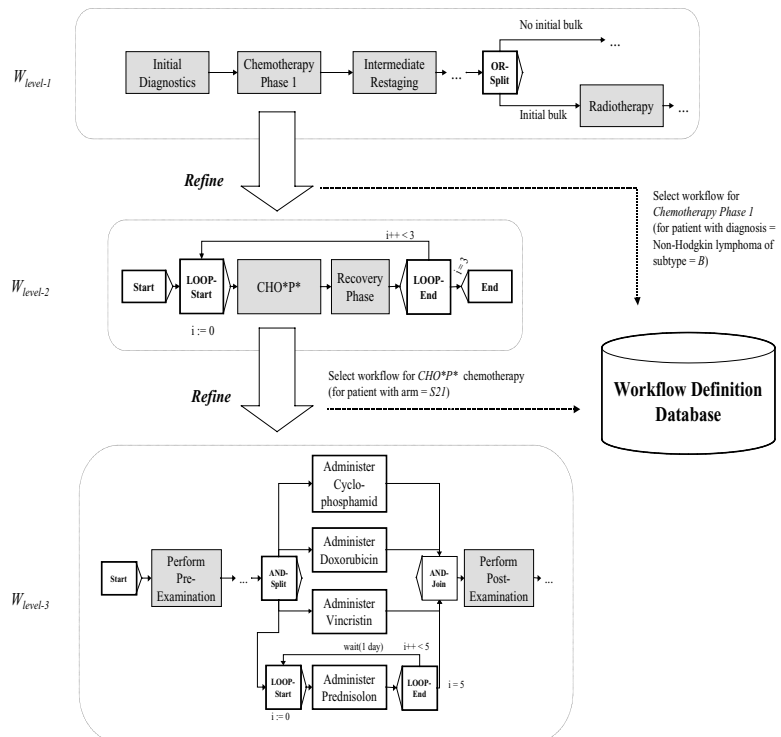 No initial bulk
...
W level-1
Initial
Diagnostics
Chemotherapy
Phase 1
Intermediate
Restaging
...
OR-
Split
Initial bulk
Radiotherapy
...
Refine
Select workflow for
Chemotherapy Phase 1
(for patient with diagnosis =
Non-Hodgkin lymphoma of
subtype = B)
W level-2
i++ < 3
Start
LOOP-
Start
CHO*P*
Recovery
Phase
LOOP-
End
i = 3
End
i := 0
Refine
Select workflow for CHO*P* chemotherapy
(for patient with arm = S21)
Workflow Definition
Database
W level-3
Administer
Cyclo-
phosphamid
Administer
Doxorubicin
Start
Perform
Pre-
Examination
...
AND-
Split
AND-
Join
Perform
Post-
Examination
...
Administer
Vincristin
wait(1 day)
i++ < 5
LOOP-
Start
Administer
Prednisolon
LOOP-
End
i = 5
i := 0